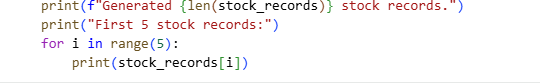 print(f"Generated {len(stock_records)} stock records.")
print("First 5 stock records:")
for i in range(5):
    print(stock_records[i])